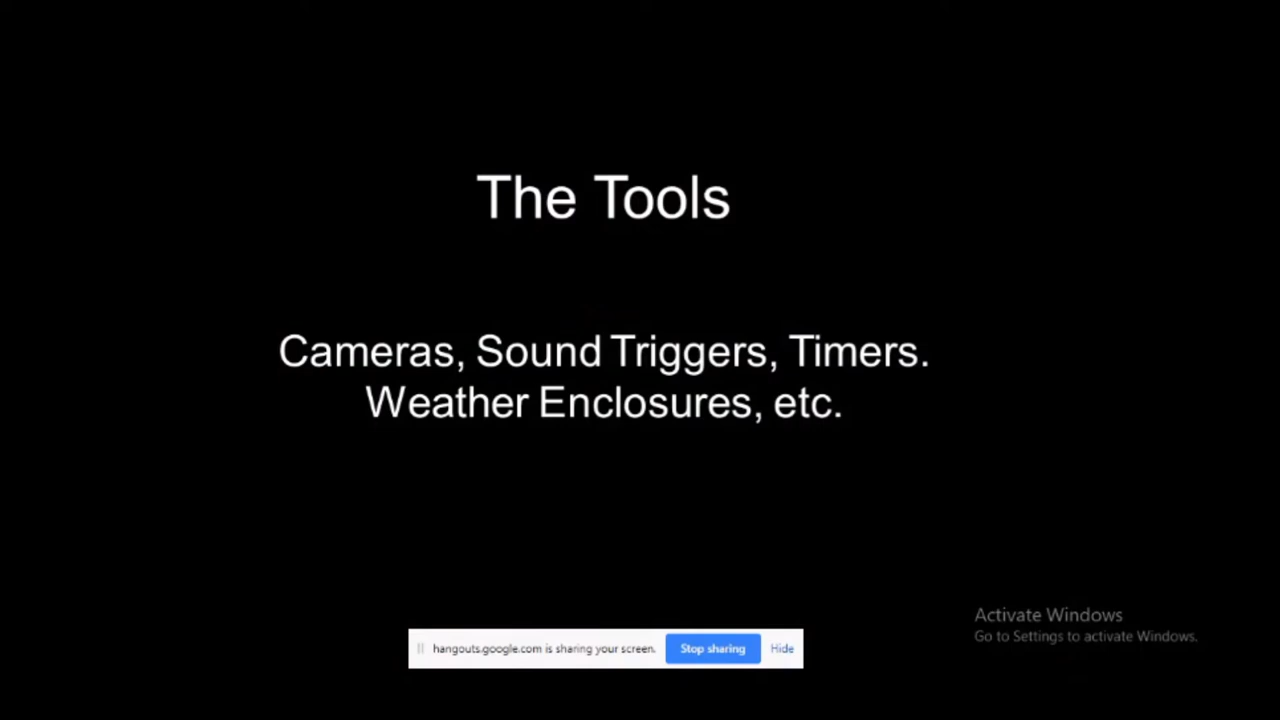 The Tools
Cameras, Sound Triggers, Timers.
Weather Enclosures, etc.
Activate Windows
Go to Settings to activate Windows.
hangouts.google.com is sharing your screen.
Stop sharing
Hide